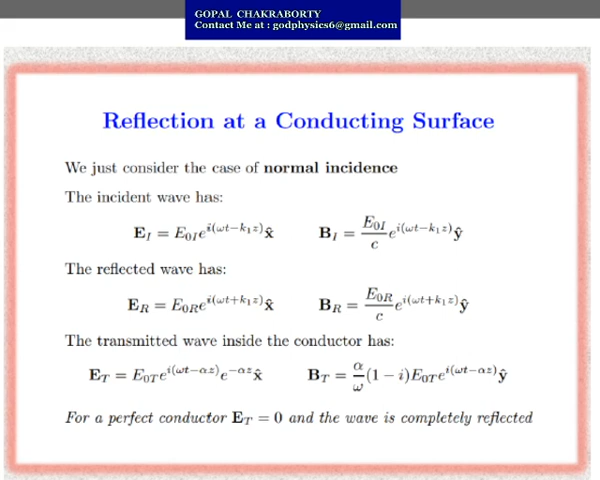 GOPAL CHAKRABORTY
Contact Me at : godphysics6@gmail.com
Reflection at a Conducting Surface
We just consider the case of normal incidence
The incident wave has:
E_I = E_{0I}e^{i(ωt−k_1z)}x̂    B_I = \frac{E_{0I}}{c}e^{i(ωt−k_1z)}ŷ
The reflected wave has:
E_R = E_{0R}e^{i(ωt+k_1z)}x̂    B_R = \frac{E_{0R}}{c}e^{i(ωt+k_1z)}ŷ
The transmitted wave inside the conductor has:
E_T = E_{0T}e^{i(ωt−αz)}e^{−αz}x̂    B_T = \frac{α}{ω}(1 − i)E_{0T}e^{i(ωt−αz)}ŷ
For a perfect conductor E_T = 0 and the wave is completely reflected